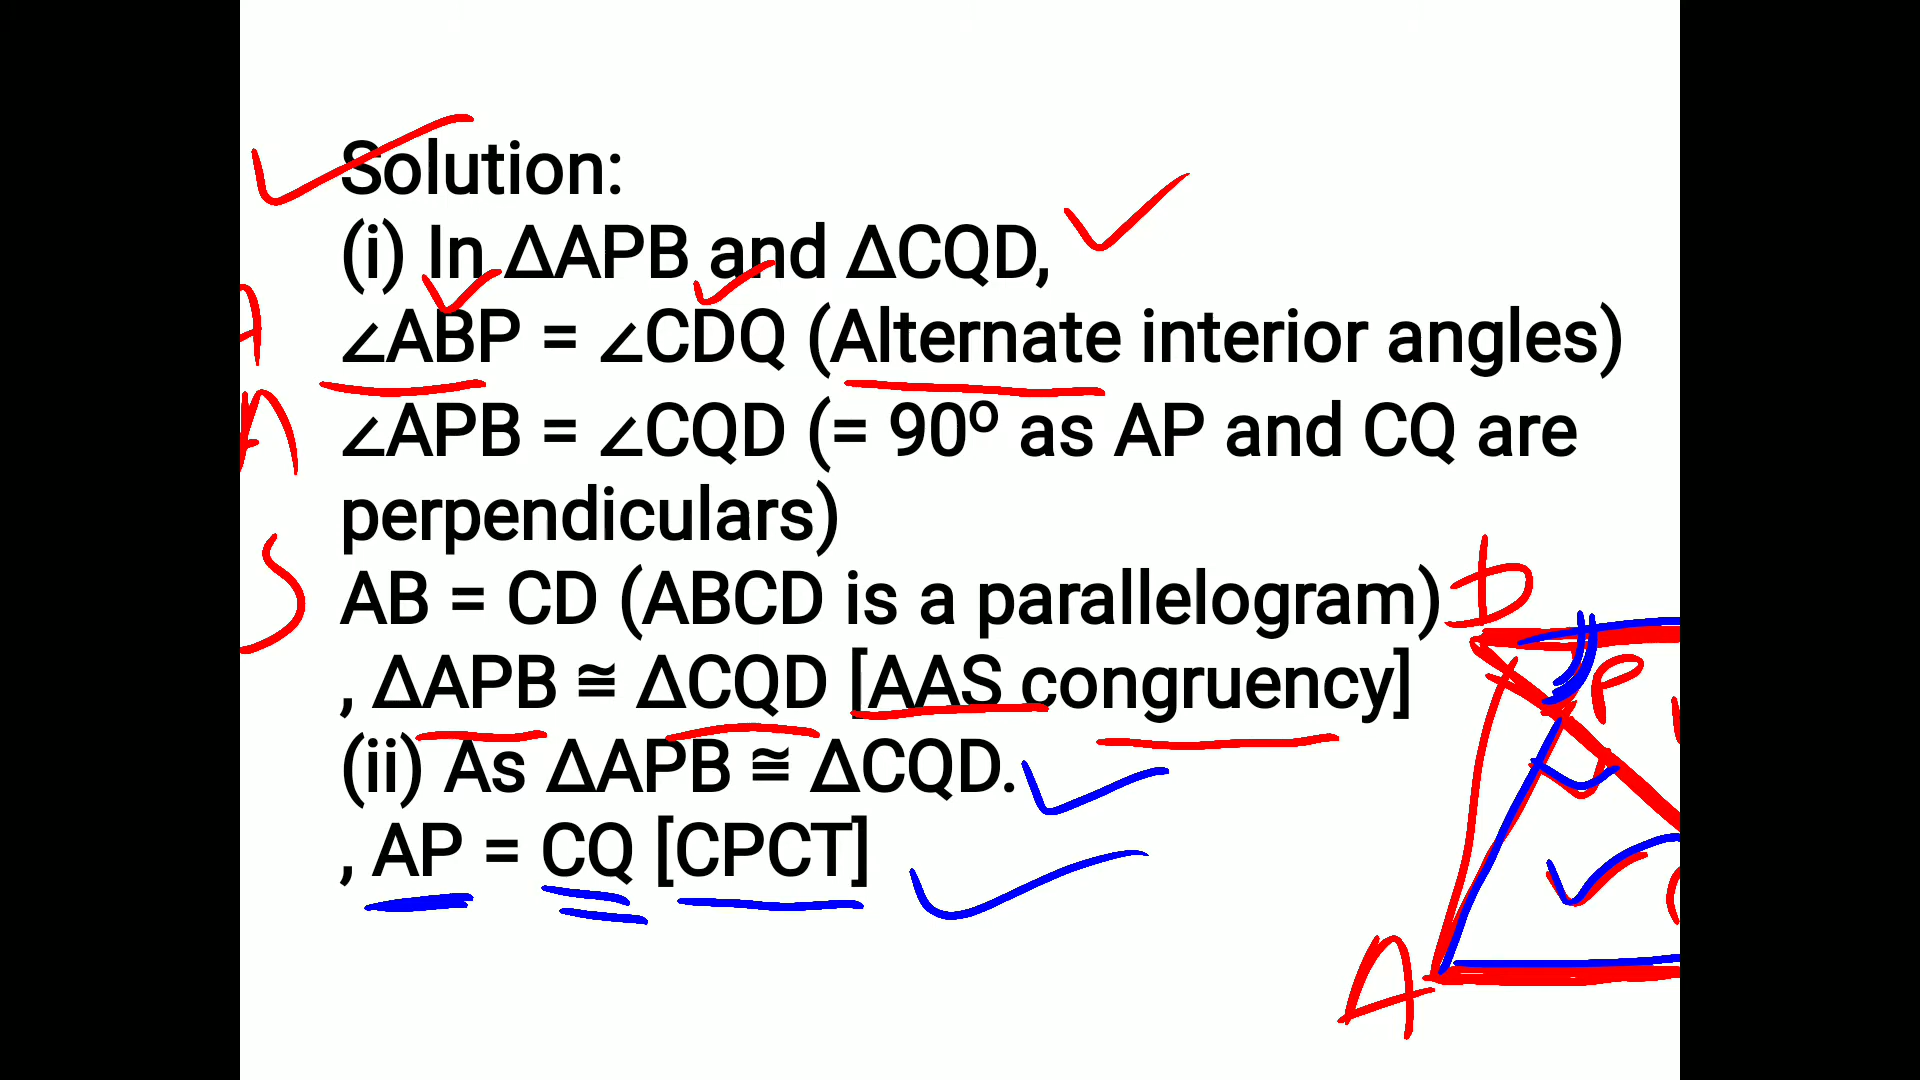 Solution:
(i) In ΔAPB and ΔCQD,
A
∠ABP = ∠CDQ (Alternate interior angles)
A
∠APB = ∠CQD (= 90º as AP and CQ are
perpendiculars)
S
AB = CD (ABCD is a parallelogram)
D
, ΔAPB ≅ ΔCQD [AAS congruency]
P
(ii) As ΔAPB ≅ ΔCQD.
, AP = CQ [CPCT]
A